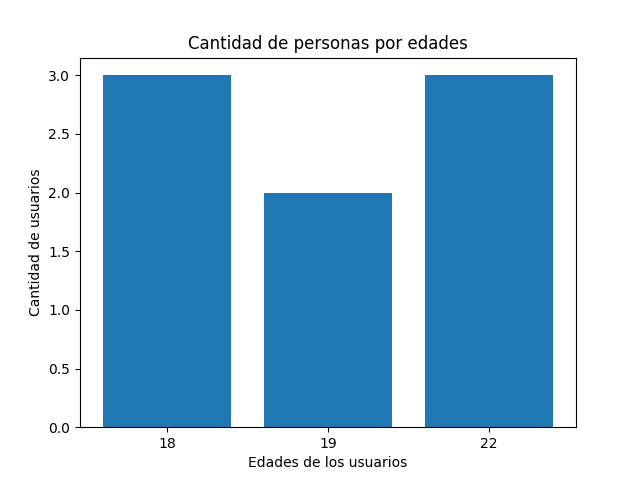 Cantidad de personas por edades
3.0
2.5
2.0
1.5
1.0
0.5
0.0
Cantidad de usuarios
18 19 22
Edades de los usuarios